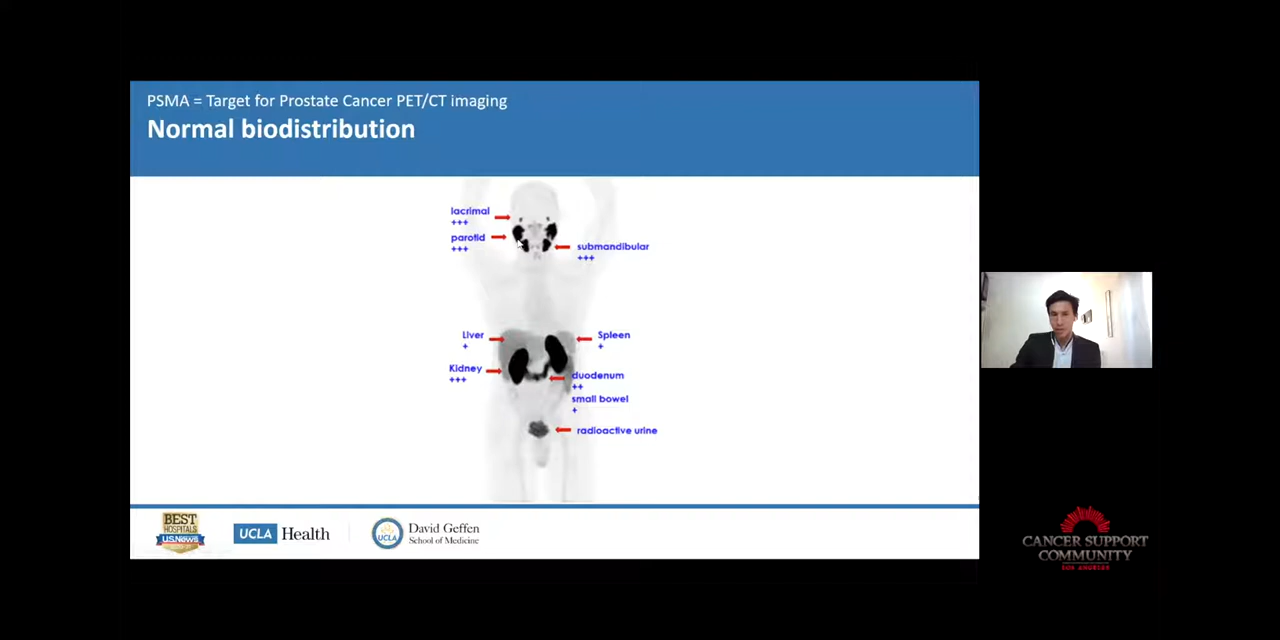 PSMA = Target for Prostate Cancer PET/CT imaging
Normal biodistribution
lacrimal
+++
parotid
+++
submandibular
+++
Liver
+
Spleen
+
Kidney
+++
duodenum
++
small bowel
+
radioactive urine
BEST
HOSPITALS
U.S.News
UCLA Health
UCLA
David Geffen
School of Medicine
CANCER SUPPORT
COMMUNITY